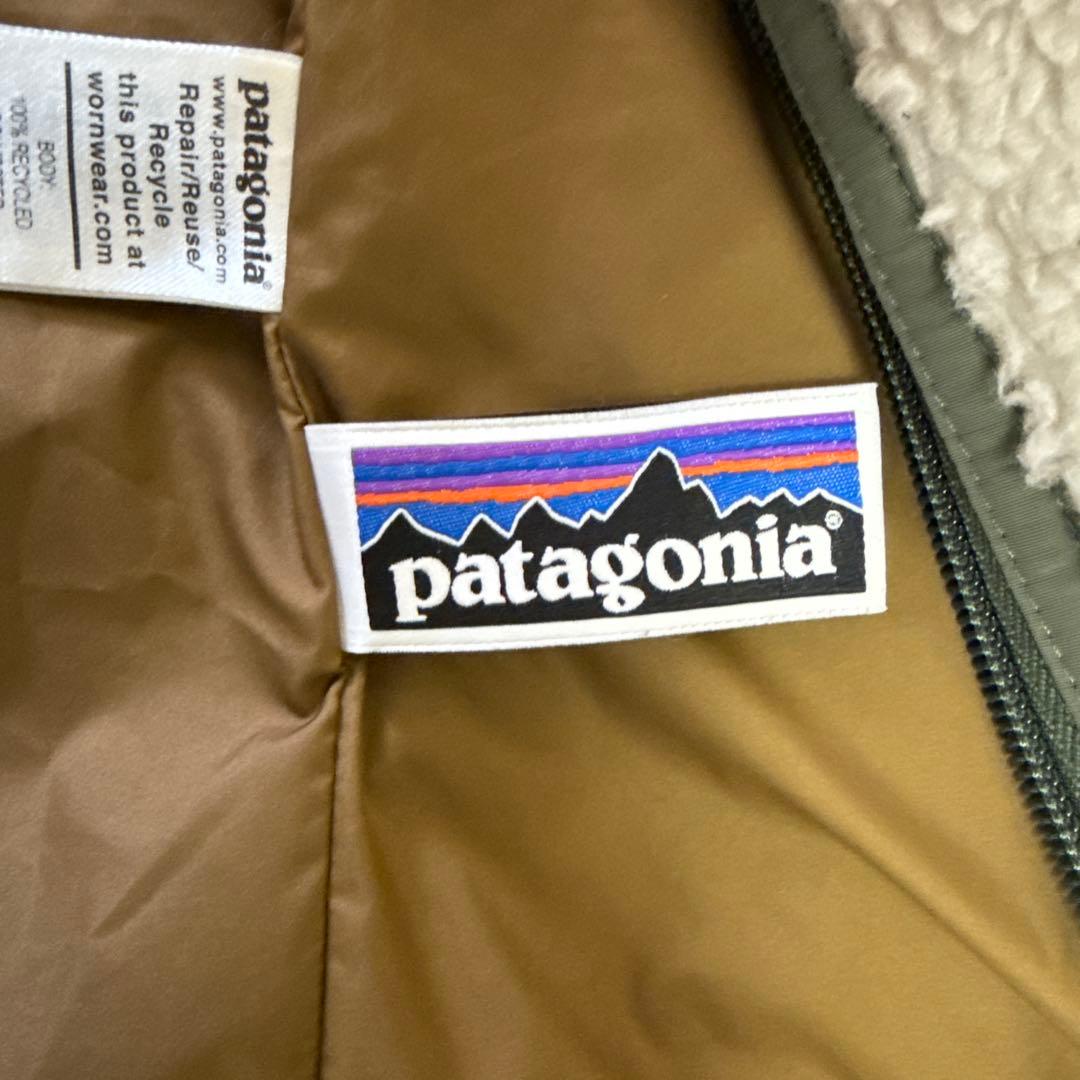 patagonia®
www.patagonia.com
Repair/Reuse/
Recycle
this product at
wornwear.com
BODY:
100% RECYCLED
patagonia®